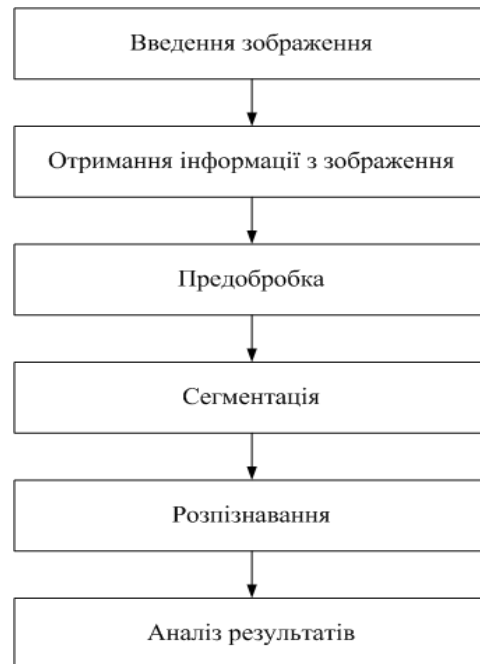 Введення зображення
Отримання інформації з зображення
Предобробка
Сегментація
Розпізнавання
Аналіз результатів